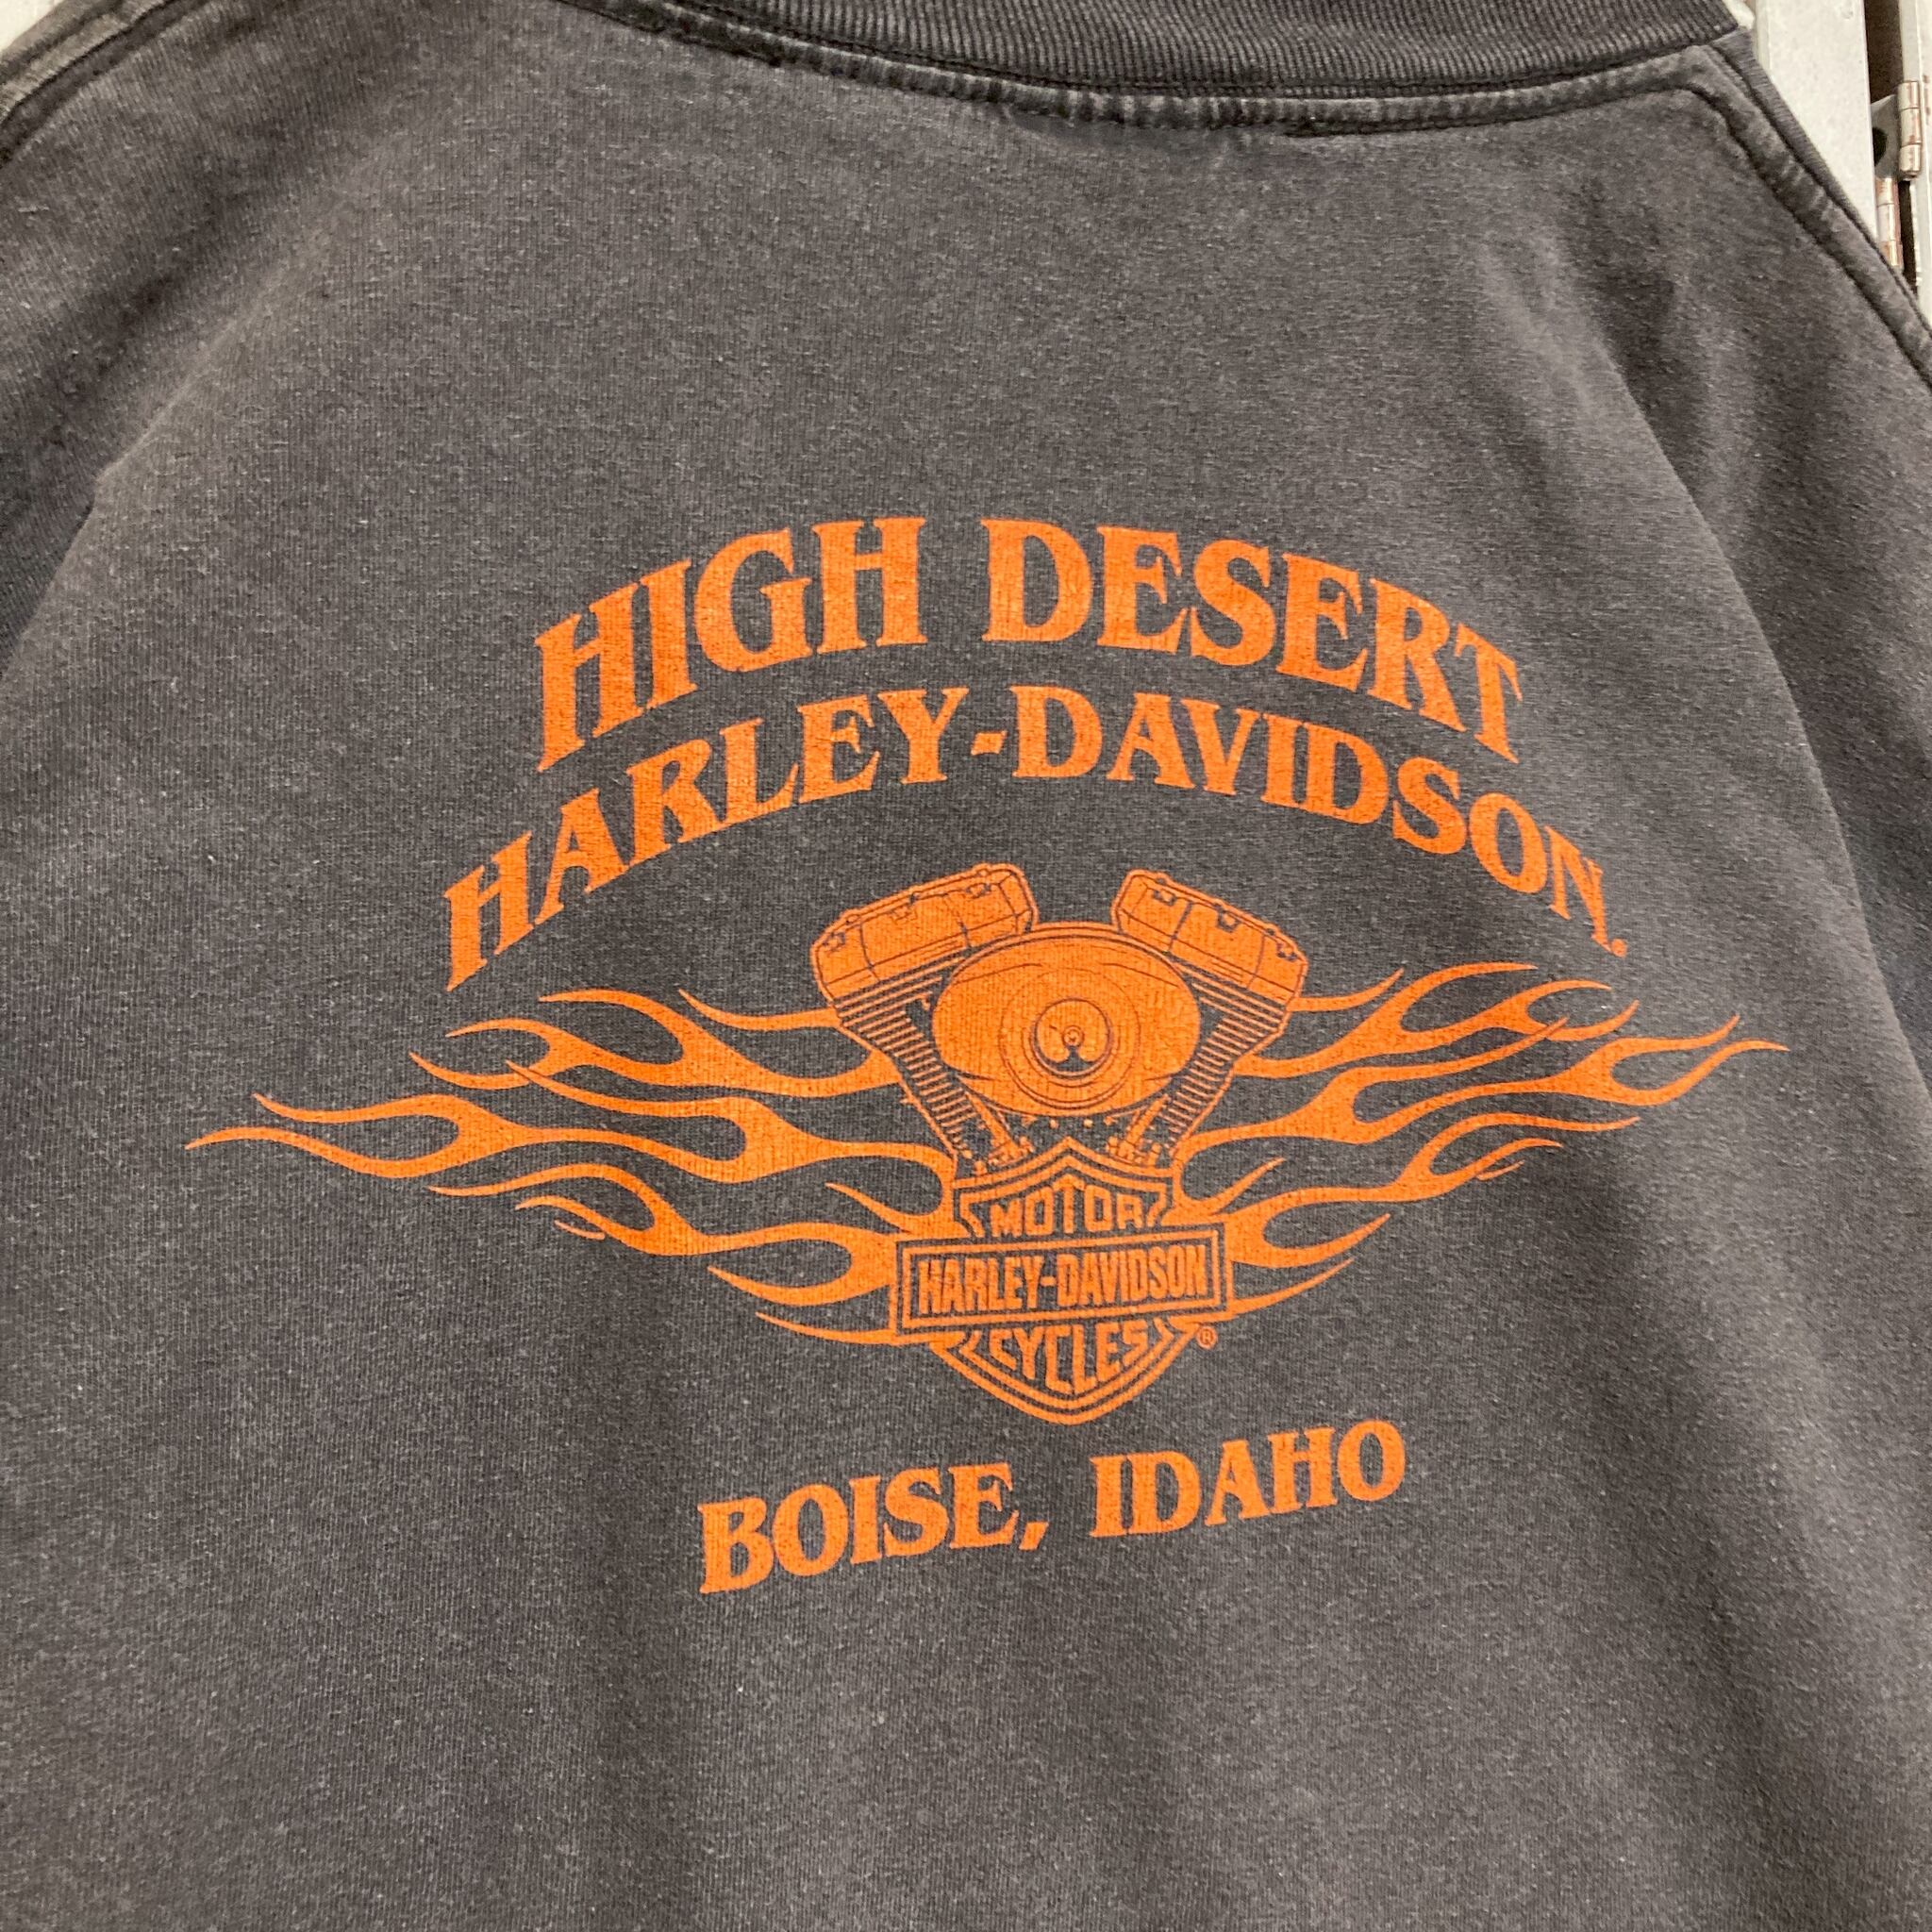 HIGH DESERT
HARLEY-DAVIDSON.
MOTOR
HARLEY-DAVIDSON
CYCLES ®
BOISE, IDAHO